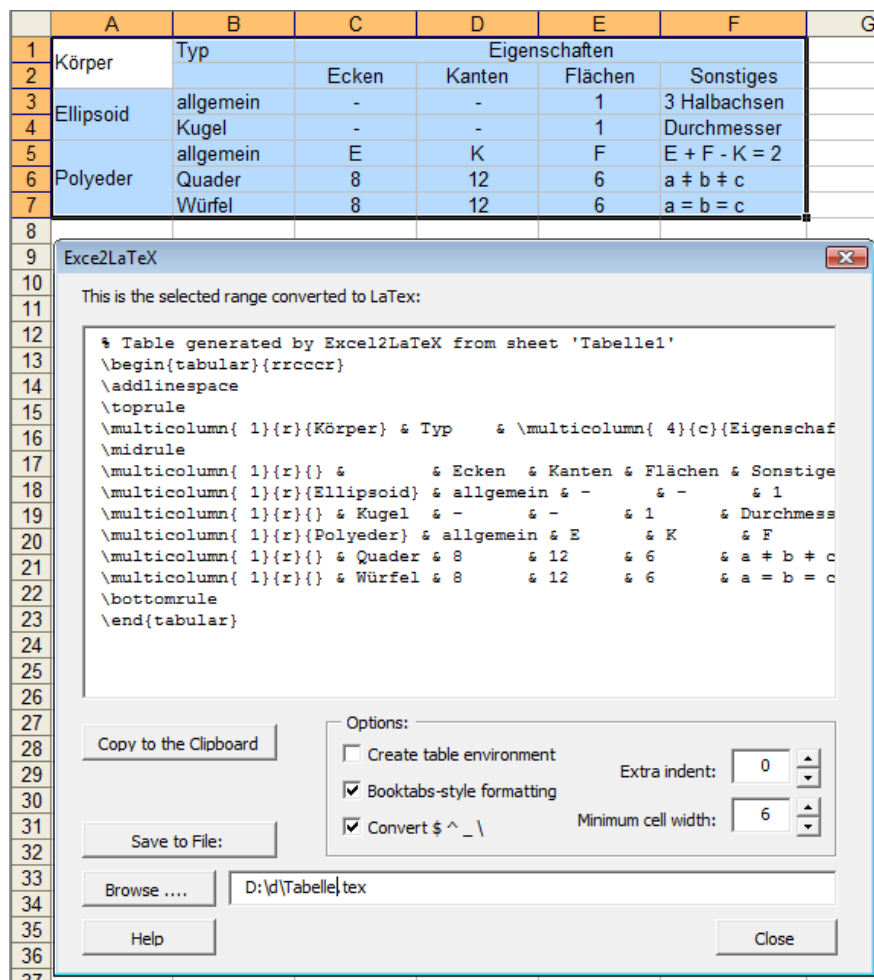 A B C D E F G
1 Körper Typ Eigenschaften
2 Ecken Kanten Flächen Sonstiges
3 Ellipsoid allgemein - - 1 3 Halbachsen
4 Kugel - - 1 Durchmesser
5 Polyeder allgemein E K F E + F - K = 2
6 Quader 8 12 6 a ǂ b ǂ c
7 Würfel 8 12 6 a = b = c
8
9 Exce2LaTeX
10
11 This is the selected range converted to LaTex:
12 % Table generated by Excel2LaTeX from sheet 'Tabelle1'
13 \begin{tabular}{rrcccr}
14 \addlinespace
15 \toprule
16 \multicolumn{ 1}{r}{Körper} & Typ & \multicolumn{ 4}{c}{Eigenschaf
\midrule
17 \multicolumn{ 1}{r}{} & & Ecken & Kanten & Flächen & Sonstige
18 \multicolumn{ 1}{r}{Ellipsoid} & allgemein & - & - & 1
19 \multicolumn{ 1}{r}{} & Kugel & - & - & 1 & Durchmess
20 \multicolumn{ 1}{r}{Polyeder} & allgemein & E & K & F
21 \multicolumn{ 1}{r}{} & Quader & 8 & 12 & 6 & a ǂ b ǂ c
\multicolumn{ 1}{r}{} & Würfel & 8 & 12 & 6 & a = b = c
22 \bottomrule
23 \end{tabular}
24
25
26
27 Options:
28 Copy to the Clipboard Create table environment
29 Extra indent: 0
30 Booktabs-style formatting
31 Convert $ ^ _ \ Minimum cell width: 6
32 Save to File:
33 Browse .... D:\d\Tabelle.tex
34
35 Help Close
36
37